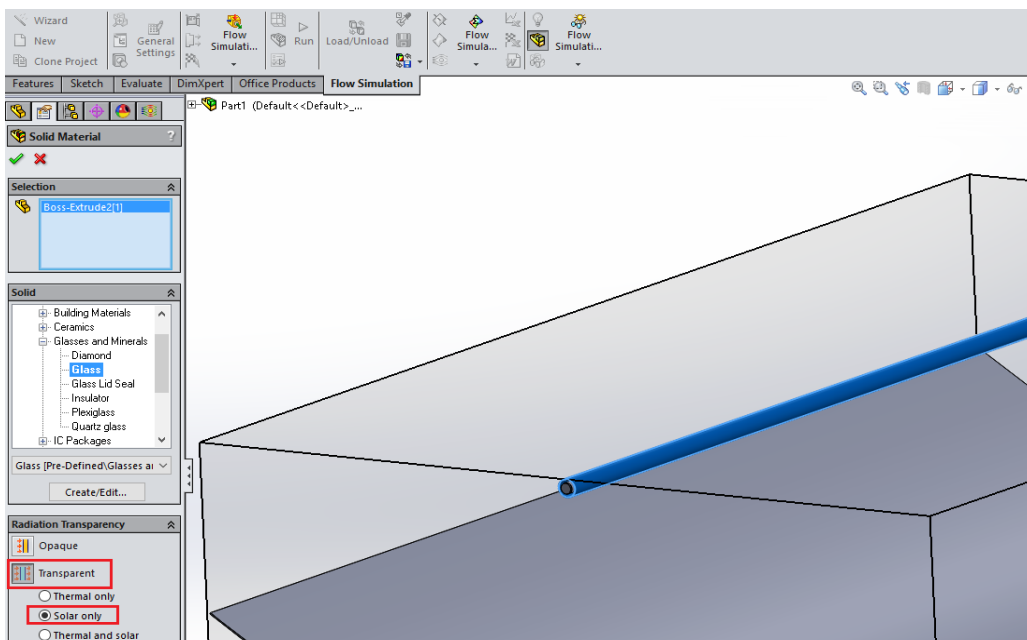 Wizard
New
Clone Project
General Settings
Flow Simulati...
Run
Load/Unload
Flow Simula...
Flow Simulati...
Features Sketch Evaluate DimXpert Office Products Flow Simulation
Part1 (Default<<Default>_...
Solid Material ?
Selection
Boss-Extrude2[1]
Solid
Building Materials
Ceramics
Glasses and Minerals
Diamond
Glass
Glass Lid Seal
Insulator
Plexiglass
Quartz glass
IC Packages
Glass [Pre-Defined\Glasses ai
Create/Edit...
Radiation Transparency
Opaque
Transparent
Thermal only
Solar only
Thermal and solar